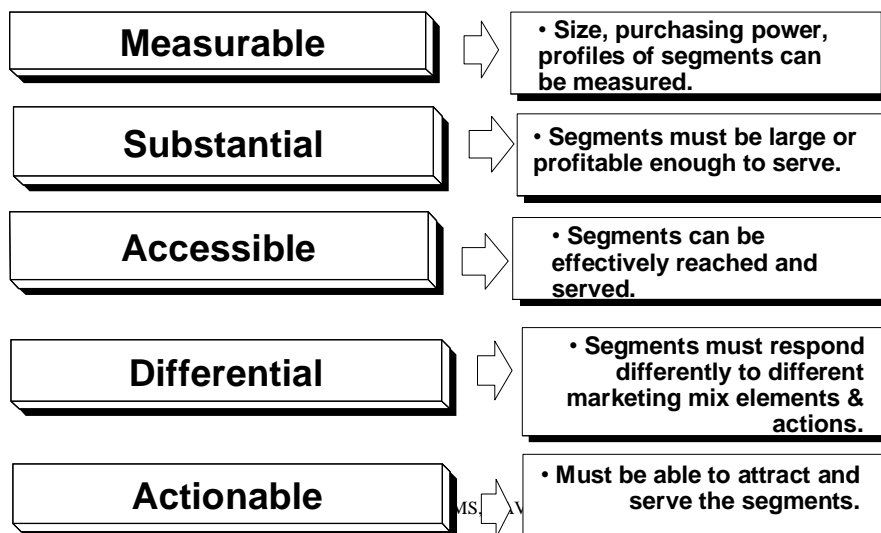 Measurable
• Size, purchasing power,
profiles of segments can
be measured.
Substantial
• Segments must be large or
profitable enough to serve.
Accessible
• Segments can be
effectively reached and
served.
Differential
• Segments must respond
differently to different
marketing mix elements &
actions.
Actionable
• Must be able to attract and
serve the segments.